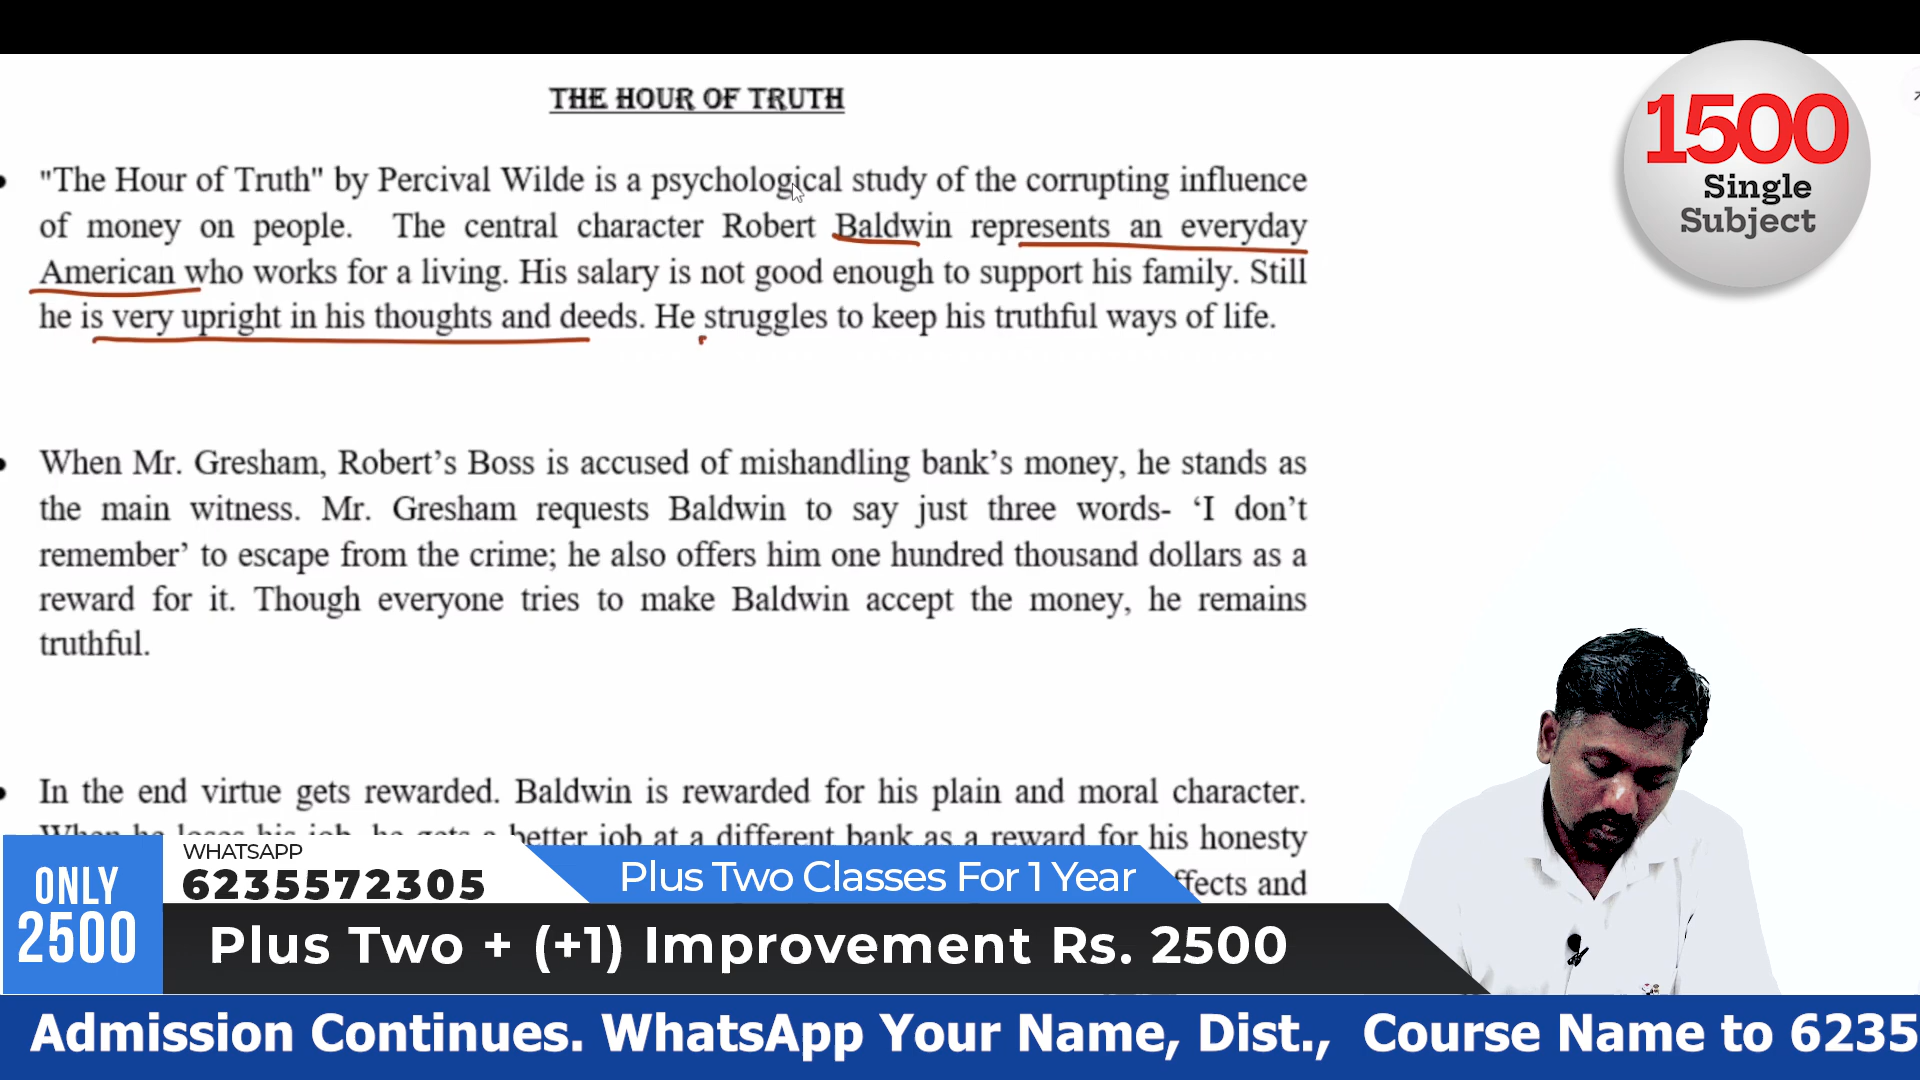 THE HOUR OF TRUTH
1500
Single
Subject
"The Hour of Truth" by Percival Wilde is a psychological study of the corrupting influence
of money on people. The central character Robert Baldwin represents an everyday
American who works for a living. His salary is not good enough to support his family. Still
he is very upright in his thoughts and deeds. He struggles to keep his truthful ways of life.
When Mr. Gresham, Robert’s Boss is accused of mishandling bank’s money, he stands as
the main witness. Mr. Gresham requests Baldwin to say just three words- ‘I don’t
remember’ to escape from the crime; he also offers him one hundred thousand dollars as a
reward for it. Though everyone tries to make Baldwin accept the money, he remains
truthful.
In the end virtue gets rewarded. Baldwin is rewarded for his plain and moral character.
When he loses his job, he gets a better job at a different bank as a reward for his honesty
ffects and
ONLY
2500
WHATSAPP
6235572305
Plus Two Classes For 1 Year
Plus Two + (+1) Improvement Rs. 2500
Admission Continues. WhatsApp Your Name, Dist., Course Name to 6235